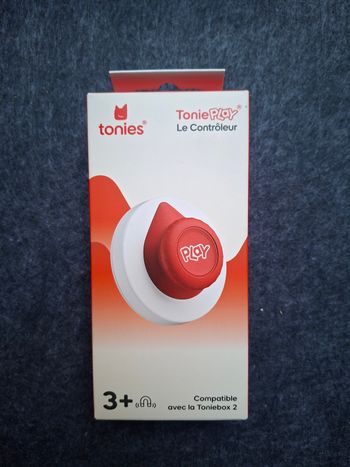 tonies®
ToniePLAY®
Le Contrôleur
PLAY
3+
Compatible
avec la Toniebox 2